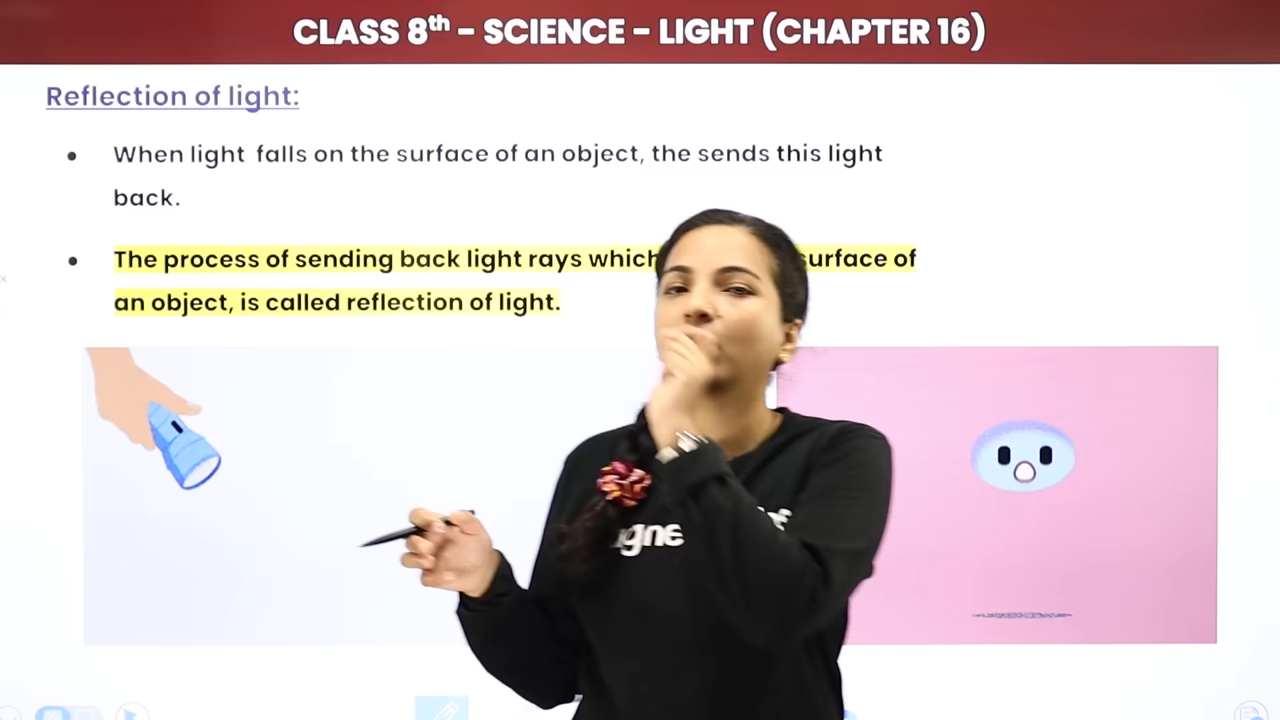 CLASS 8th – SCIENCE – LIGHT (CHAPTER 16)
Reflection of light:
• When light falls on the surface of an object, the sends this light
back.
• The process of sending back light rays which surface of
an object, is called reflection of light.